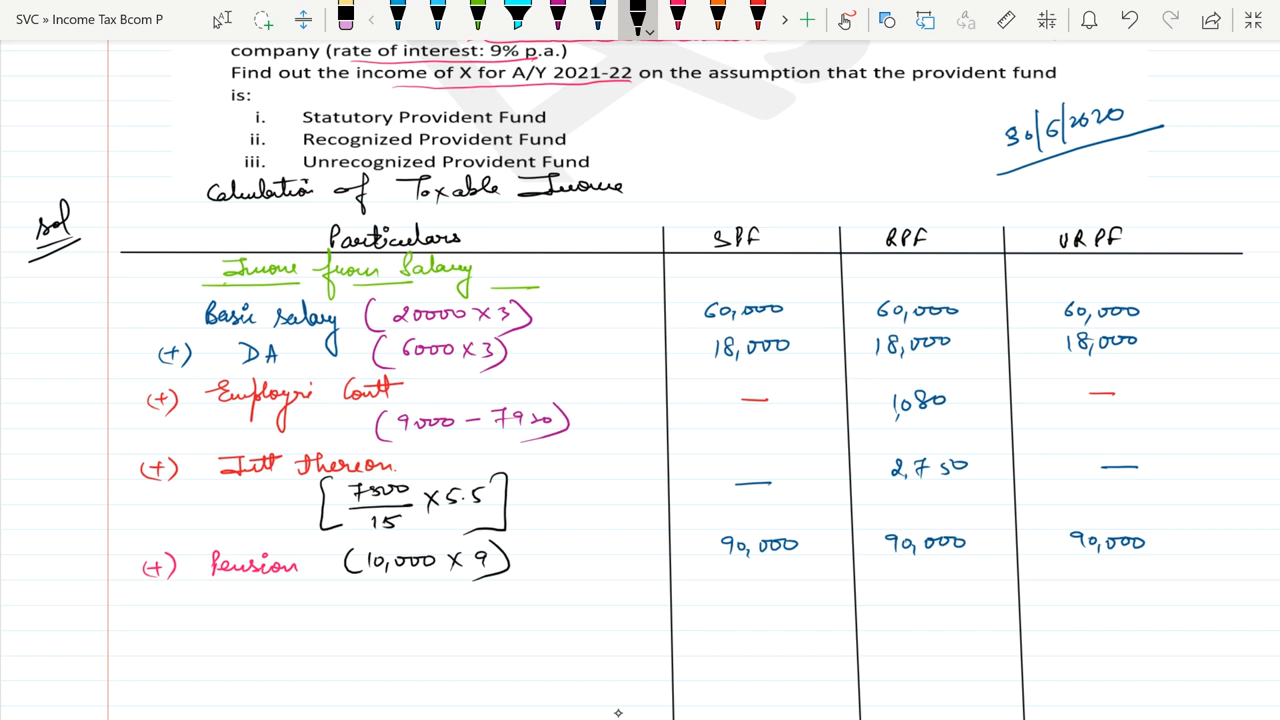 SVC » Income Tax Bcom P
company (rate of interest: 9% p.a.)
Find out the income of X for A/Y 2021-22 on the assumption that the provident fund
is:
i. Statutory Provident Fund
ii. Recognized Provident Fund
iii. Unrecognized Provident Fund
30/6/2020
Calculation of Taxable Income
Sol
Particulars SPF RPF URPF
Income from Salary
Basic salary (20000 × 3) 60,000 60,000 60,000
(+) DA (6000 × 3) 18,000 18,000 18,000
(+) Employer's Contt — 1,080 —
(9000 - 7920)
(+) Intt thereon. — 2,750 —
[7500/15 × 5.5]
(+) Pension (10,000 × 9) 90,000 90,000 90,000